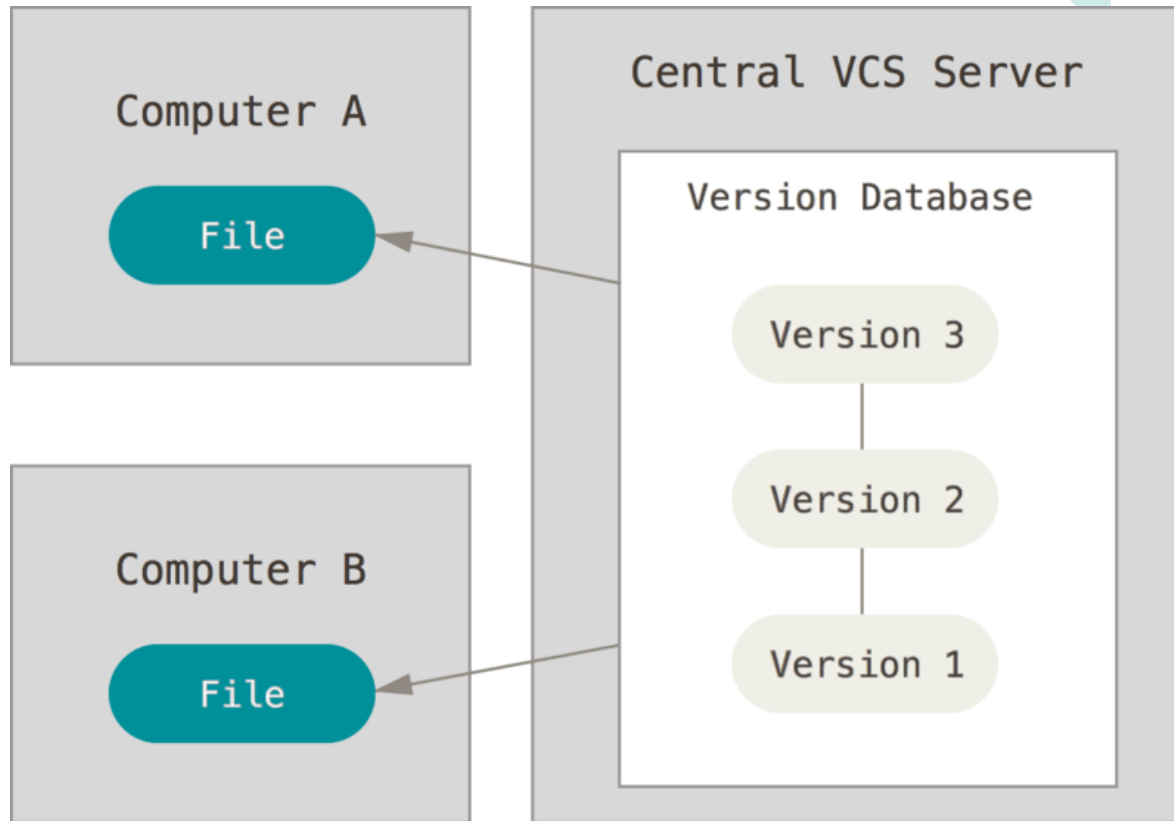 Computer A
File
Computer B
File
Central VCS Server
Version Database
Version 3
Version 2
Version 1